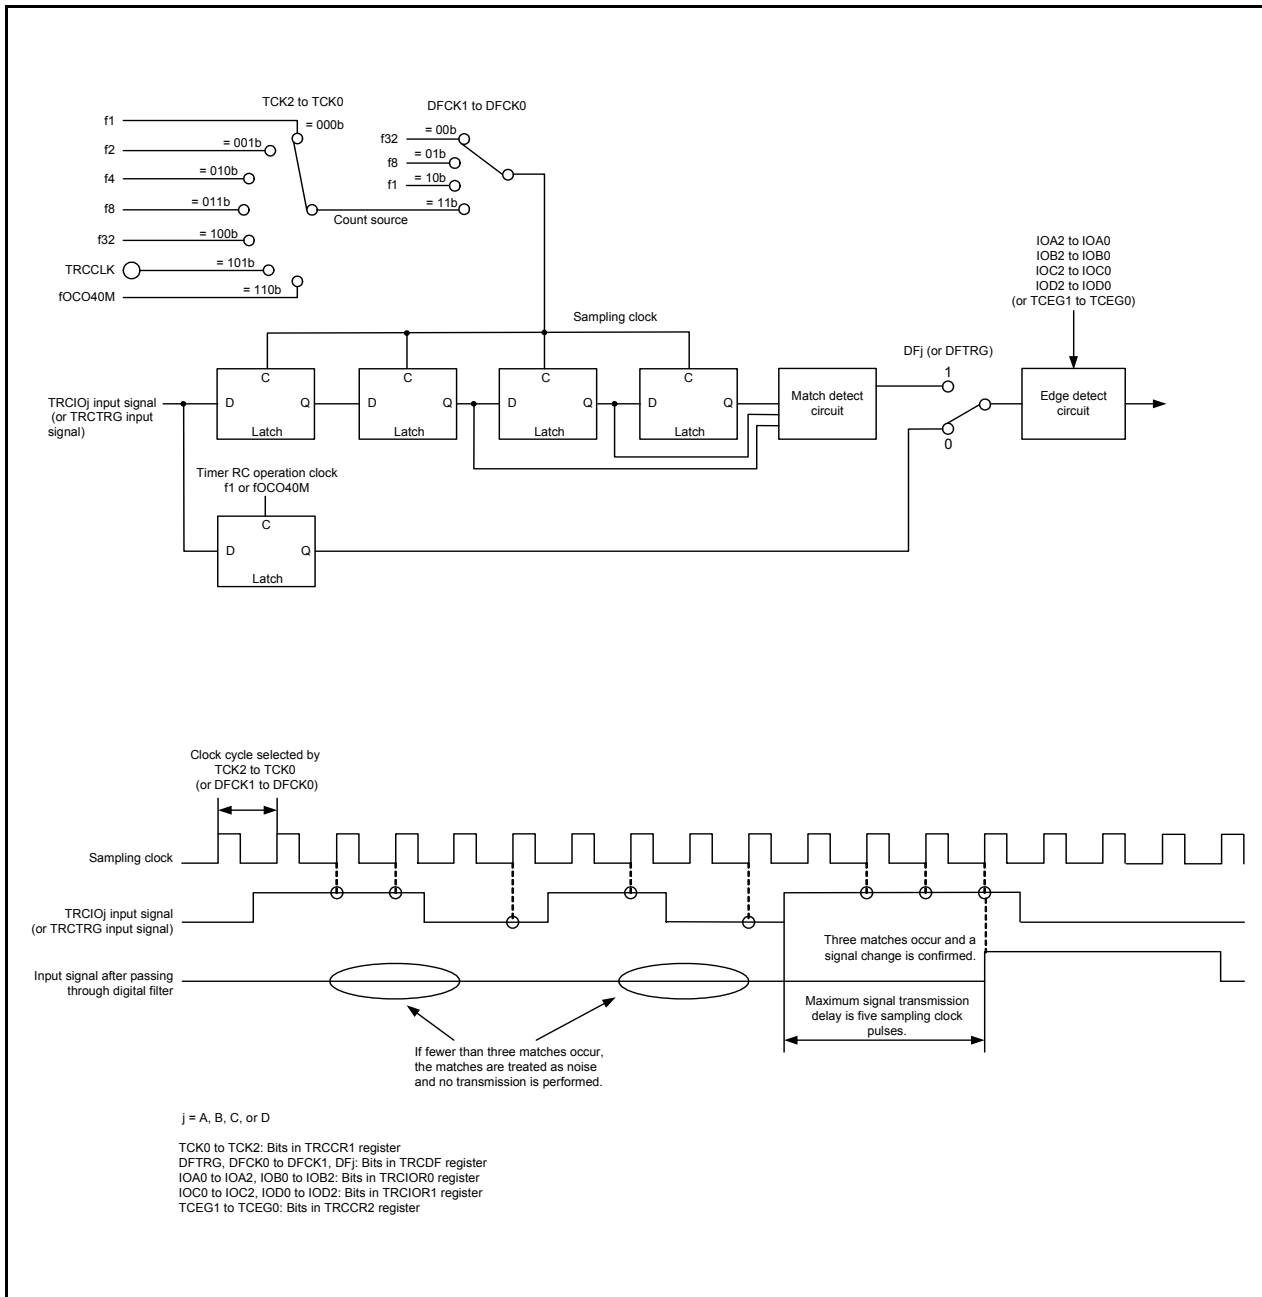 TCK2 to TCK0
DFCK1 to DFCK0
f1
= 000b
f2
= 001b
f4
= 010b
f8
= 011b
f32
= 100b
TRCCLK
= 101b
fOCO40M
= 110b
Count source
f32
= 00b
f8
= 01b
f1
= 10b
= 11b
IOA2 to IOA0
IOB2 to IOB0
IOC2 to IOC0
IOD2 to IOD0
(or TCEG1 to TCEG0)
Sampling clock
DFj (or DFTRG)
TRCIOj input signal
(or TRCTRG input
signal)
C
D
Q
Latch
C
D
Q
Latch
C
D
Q
Latch
C
D
Q
Latch
Match detect
circuit
1
0
Edge detect
circuit
Timer RC operation clock
f1 or fOCO40M
C
D
Q
Latch
Clock cycle selected by
TCK2 to TCK0
(or DFCK1 to DFCK0)
Sampling clock
TRCIOj input signal
(or TRCTRG input signal)
Three matches occur and a
signal change is confirmed.
Input signal after passing
through digital filter
Maximum signal transmission
delay is five sampling clock
pulses.
If fewer than three matches occur,
the matches are treated as noise
and no transmission is performed.
j = A, B, C, or D
TCK0 to TCK2: Bits in TRCCR1 register
DFTRG, DFCK0 to DFCK1, DFj: Bits in TRCDF register
IOA0 to IOA2, IOB0 to IOB2: Bits in TRCIOR0 register
IOC0 to IOC2, IOD0 to IOD2: Bits in TRCIOR1 register
TCEG1 to TCEG0: Bits in TRCCR2 register